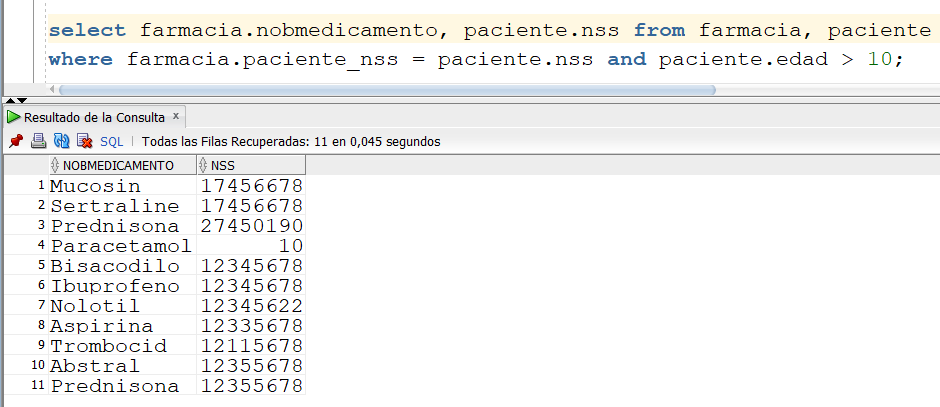 select farmacia.nobmedicamento, paciente.nss from farmacia, paciente
where farmacia.paciente_nss = paciente.nss and paciente.edad > 10;
Resultado de la Consulta x
SQL | Todas las Filas Recuperadas: 11 en 0,045 segundos
NOBMEDICAMENTO NSS
1 Mucosin 17456678
2 Sertraline 17456678
3 Prednisona 27450190
4 Paracetamol 10
5 Bisacodilo 12345678
6 Ibuprofeno 12345678
7 Nolotil 12345622
8 Aspirina 12335678
9 Trombocid 12115678
10 Abstral 12355678
11 Prednisona 12355678